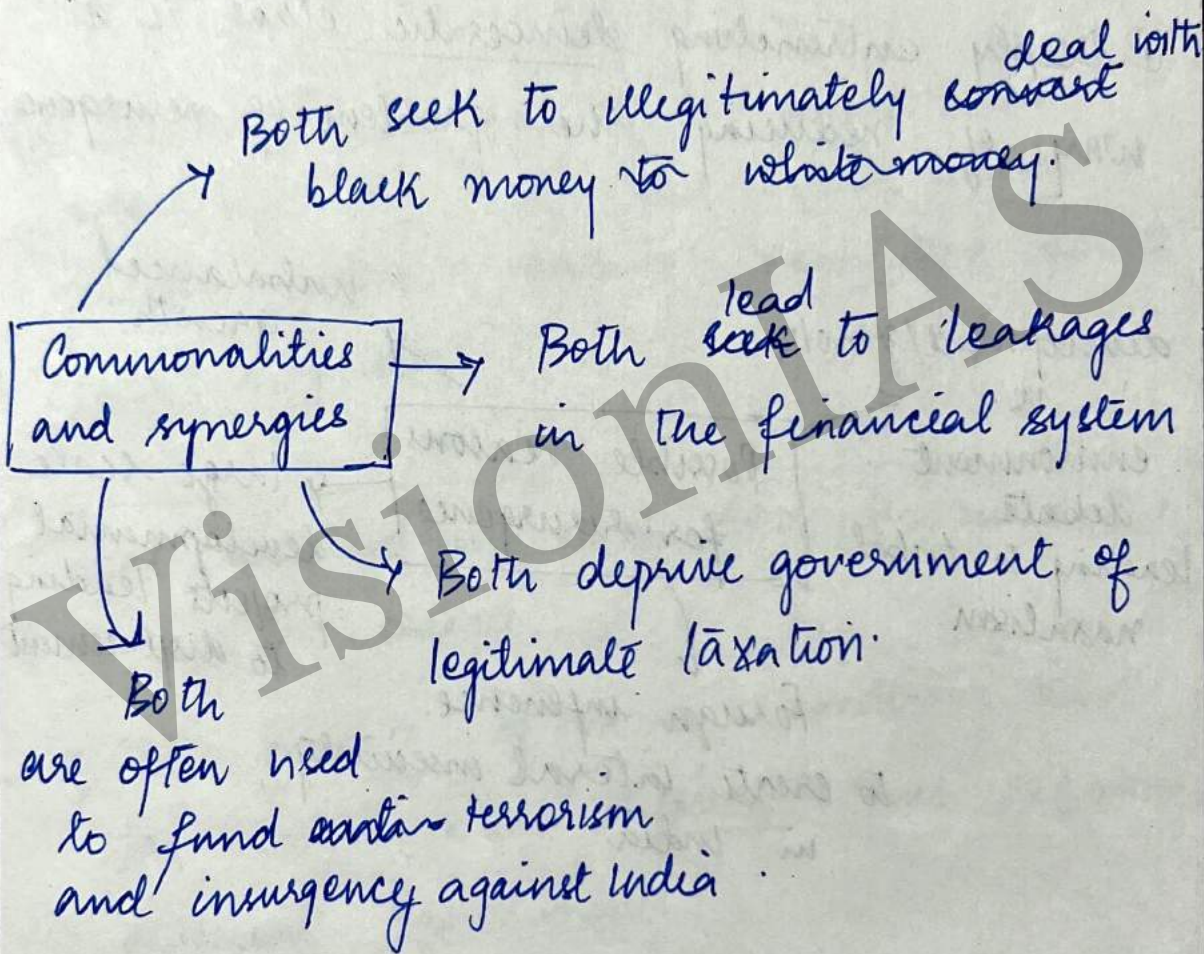 deal with
Both seek to illegitimately convert
black money to white money.
lead
Commonalities
and synergies
Both seek to leakages
in the financial system
Both deprive government of
legitimate taxation.
Both
are often used
to fund terrorism
and insurgency against India.
VisionIAS